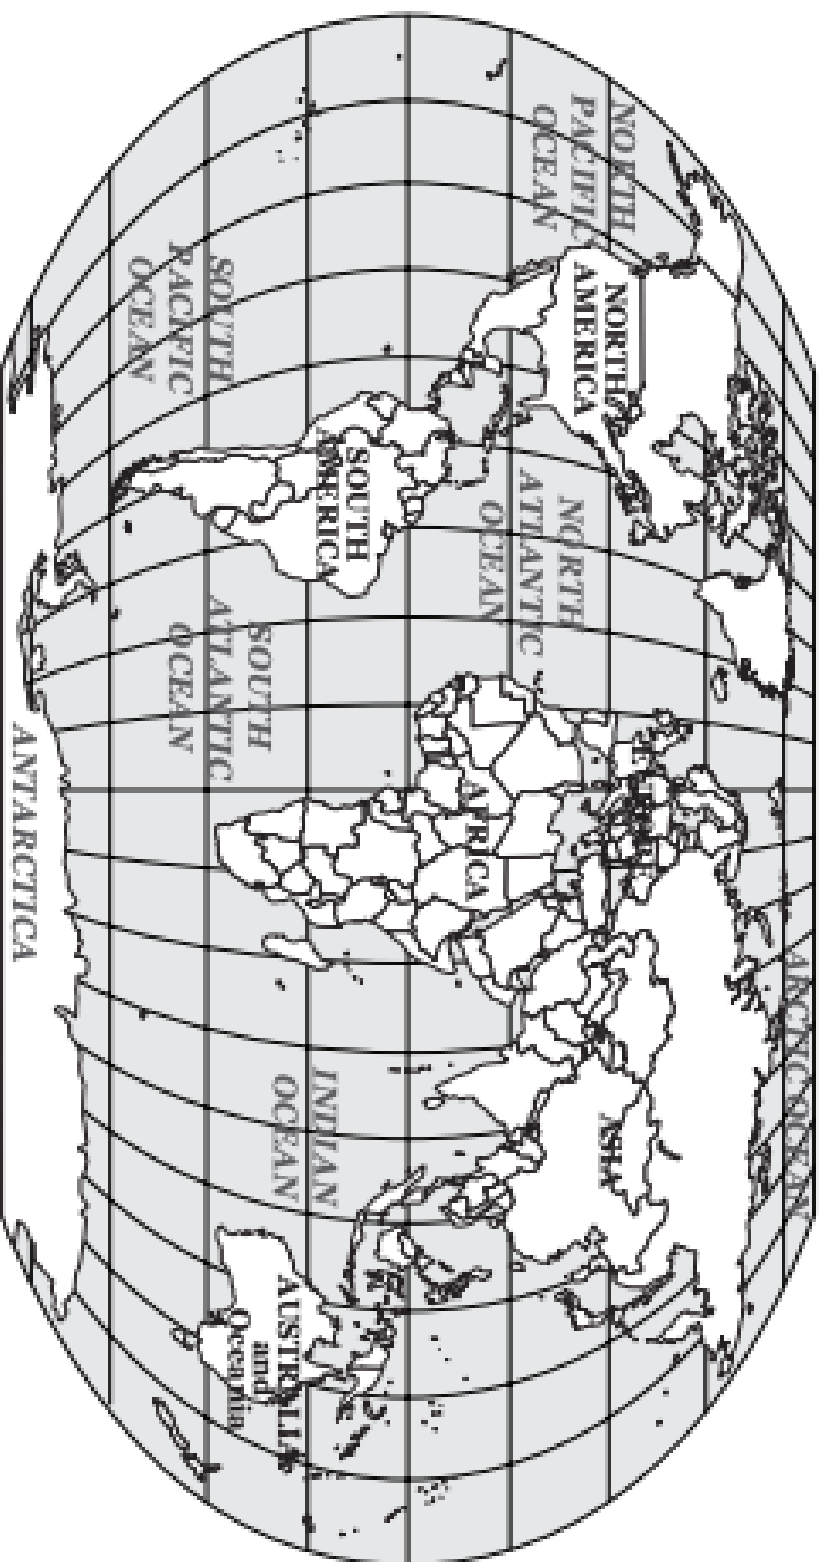 ARCTIC OCEAN
NORTH
PACIFIC
OCEAN
NORTH
AMERICA
NORTH
ATLANTIC
OCEAN
ASIA
AFRICA
SOUTH
AMERICA
SOUTH
PACIFIC
OCEAN
SOUTH
ATLANTIC
OCEAN
INDIAN
OCEAN
AUSTRALIA
and
Oceania
ANTARCTICA